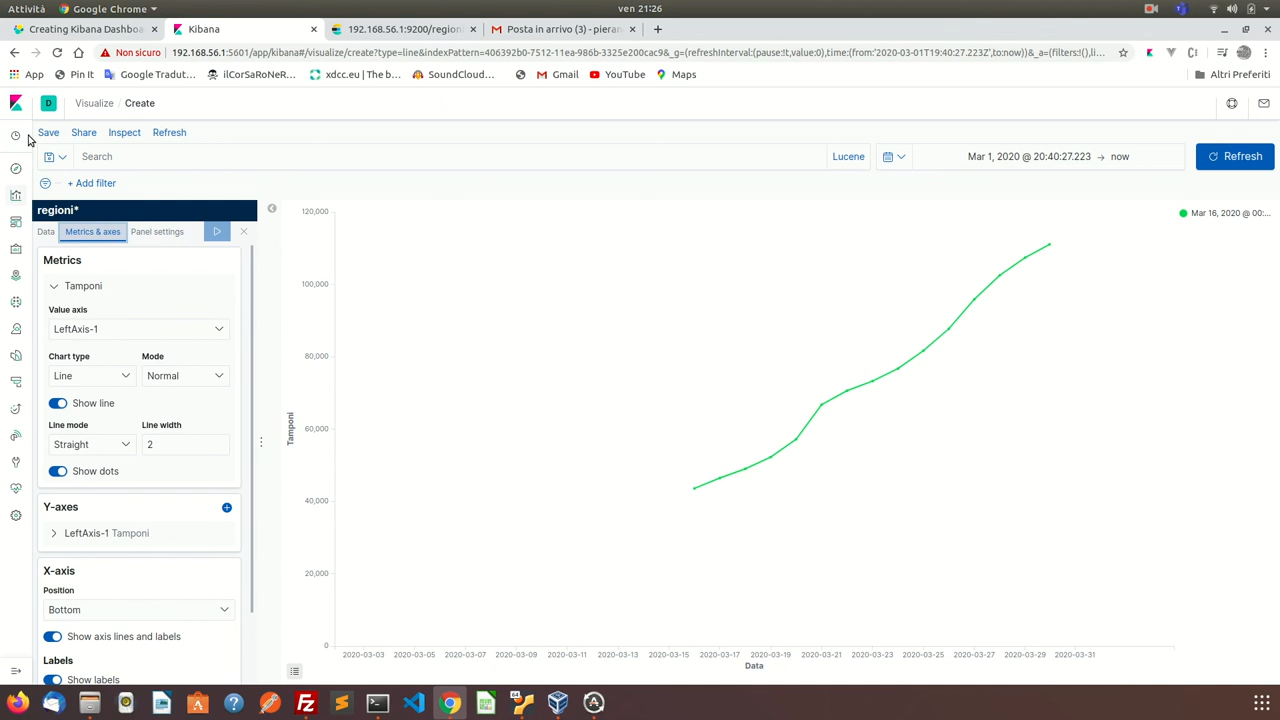 Attività
Google Chrome
ven 21:26
Creating Kibana Dashboa
Kibana
192.168.56.1:9200/region
Posta in arrivo (3) - pieran
Non sicuro
192.168.56.1:5601/app/kibana#/visualize/create?type=line&indexPattern=406392b0-7512-11ea-986b-3325e200cac9&_g=(refreshInterval:(pause:!t,value:0),time:(from:'2020-03-01T19:40:27.223Z',to:now))&_a=(filters:!(),li...
App
Pin It
Google Tradut...
ilCorSaRoNeR...
xdcc.eu | The b...
SoundCloud...
Gmail
YouTube
Maps
Altri Preferiti
D
Visualize / Create
Save
Share
Inspect
Refresh
Search
Lucene
Mar 1, 2020 @ 20:40:27.223 → now
Refresh
+ Add filter
regioni*
Data
Metrics & axes
Panel settings
Metrics
Tamponi
Value axis
LeftAxis-1
Chart type
Mode
Line
Normal
Show line
Line mode
Line width
Straight
2
Show dots
Y-axes
LeftAxis-1 Tamponi
X-axis
Position
Bottom
Show axis lines and labels
Labels
Show labels
Mar 16, 2020 @ 00:...
120,000
100,000
80,000
60,000
40,000
20,000
0
Tamponi
2020-03-03
2020-03-05
2020-03-07
2020-03-09
2020-03-11
2020-03-13
2020-03-15
2020-03-17
2020-03-19
2020-03-21
2020-03-23
2020-03-25
2020-03-27
2020-03-29
2020-03-31
Data